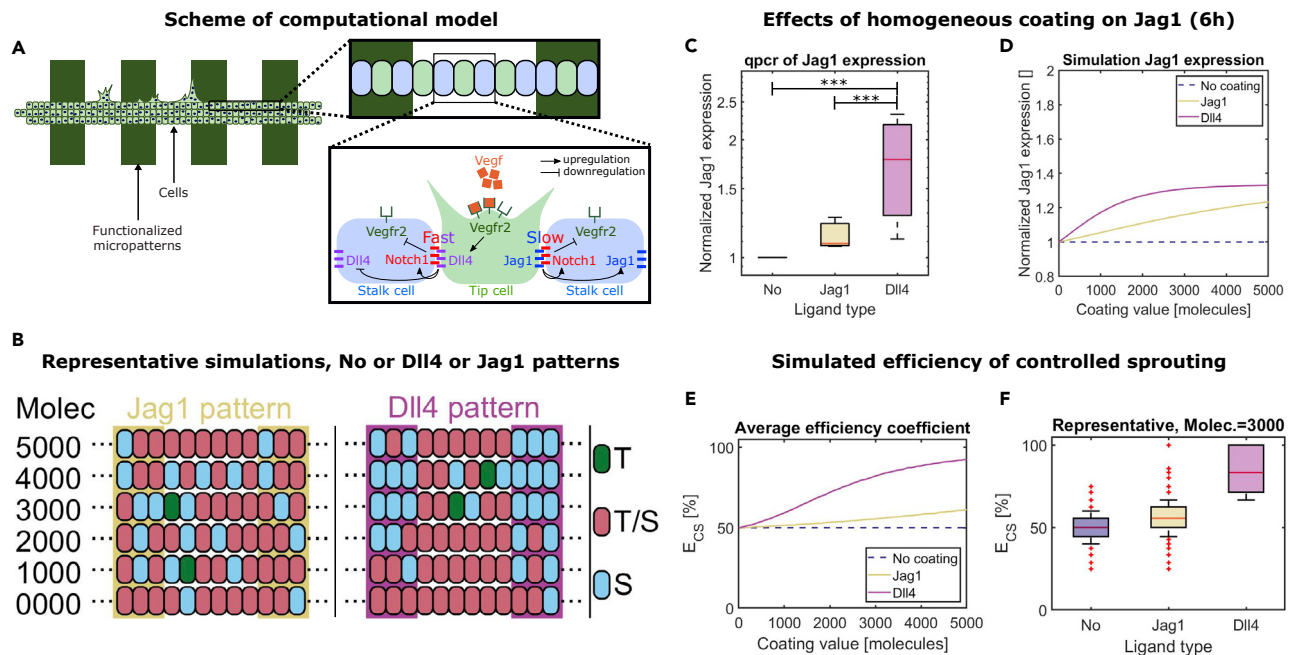 Scheme of computational model
A
Functionalized
micropatterns
Cells
Vegf
upregulation
downregulation
Vegfr2
Vegfr2
Vegfr2
Fast
Slow
Dll4
Notch1
Dll4
Jag1
Notch1
Jag1
Stalk cell
Tip cell
Stalk cell
B
Representative simulations, No or Dll4 or Jag1 patterns
Molec
Jag1 pattern
Dll4 pattern
5000
4000
3000
2000
1000
0000
T
T/S
S
Effects of homogeneous coating on Jag1 (6h)
C
qpcr of Jag1 expression
Normalized Jag1 expression
2.5
2
1.5
1
***
***
No
Jag1
Dll4
Ligand type
D
Simulation Jag1 expression
Normalized Jag1 expression []
2
1.8
1.6
1.4
1.2
1
0.8
No coating
Jag1
Dll4
0 1000 2000 3000 4000 5000
Coating value [molecules]
Simulated efficiency of controlled sprouting
E
Average efficiency coefficient
E_CS [%]
100
50
0
No coating
Jag1
Dll4
0 1000 2000 3000 4000 5000
Coating value [molecules]
F
Representative, Molec.=3000
E_CS [%]
100
50
0
No
Jag1
Dll4
Ligand type